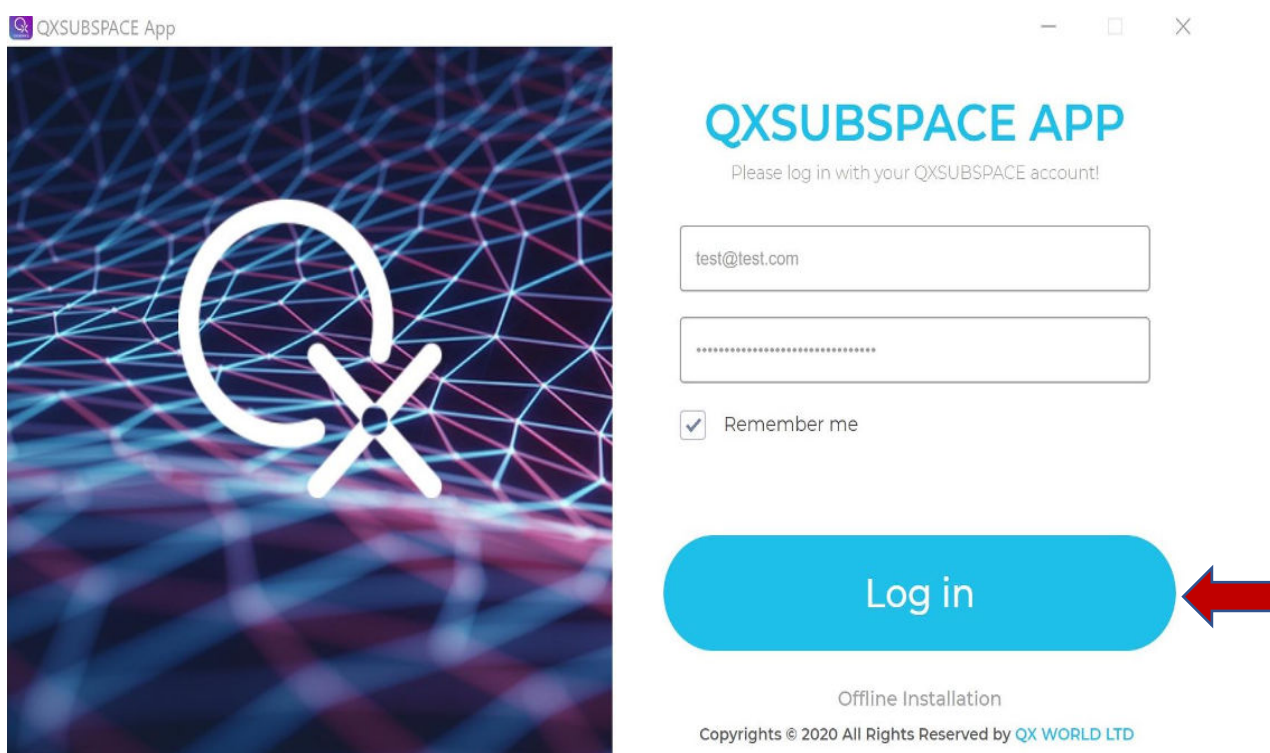 QXSUBSPACE App
QXSUBSPACE APP
Please log in with your QXSUBSPACE account!
test@test.com
••••••••••••••••••••••••••••••••
Remember me
Log in
Offline Installation
Copyrights © 2020 All Rights Reserved by QX WORLD LTD